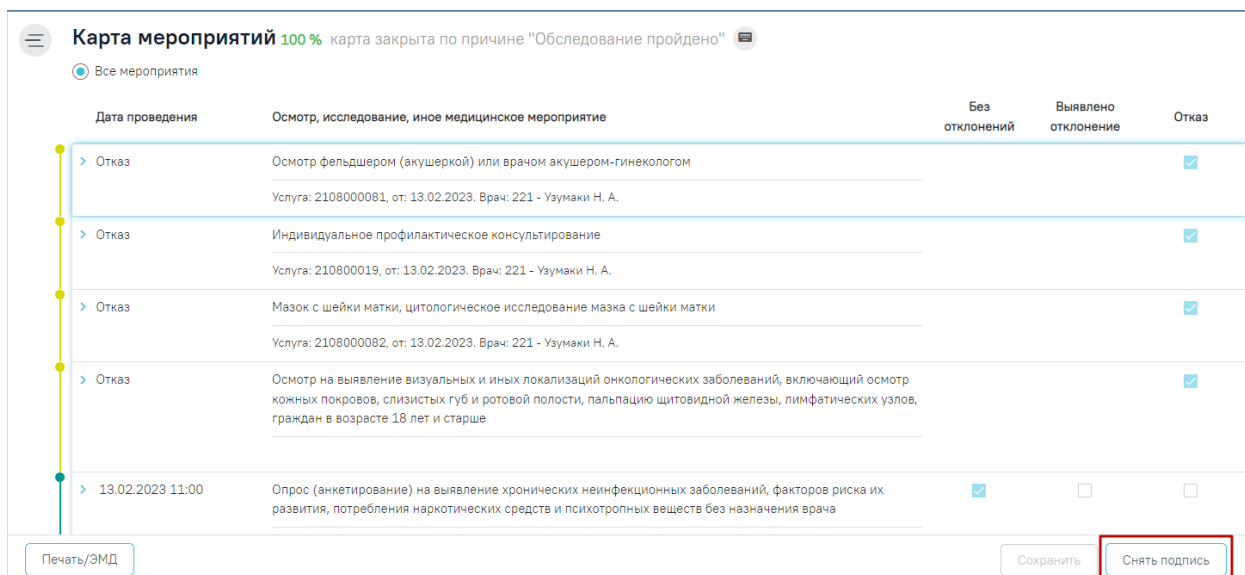 Карта мероприятий 100 % карта закрыта по причине "Обследование пройдено"
Все мероприятия
Дата проведения Осмотр, исследование, иное медицинское мероприятие Без отклонений Выявлено отклонение Отказ
Отказ Осмотр фельдшером (акушеркой) или врачом акушером-гинекологом
Услуга: 2108000081, от: 13.02.2023. Врач: 221 - Узумаки Н. А.
Отказ Индивидуальное профилактическое консультирование
Услуга: 210800019, от: 13.02.2023. Врач: 221 - Узумаки Н. А.
Отказ Мазок с шейки матки, цитологическое исследование мазка с шейки матки
Услуга: 2108000082, от: 13.02.2023. Врач: 221 - Узумаки Н. А.
Отказ Осмотр на выявление визуальных и иных локализаций онкологических заболеваний, включающий осмотр
кожных покровов, слизистых губ и ротовой полости, пальпацию щитовидной железы, лимфатических узлов,
граждан в возрасте 18 лет и старше
13.02.2023 11:00 Опрос (анкетирование) на выявление хронических неинфекционных заболеваний, факторов риска их
развития, потребления наркотических средств и психотропных веществ без назначения врача
Печать/ЭМД Сохранить Снять подпись